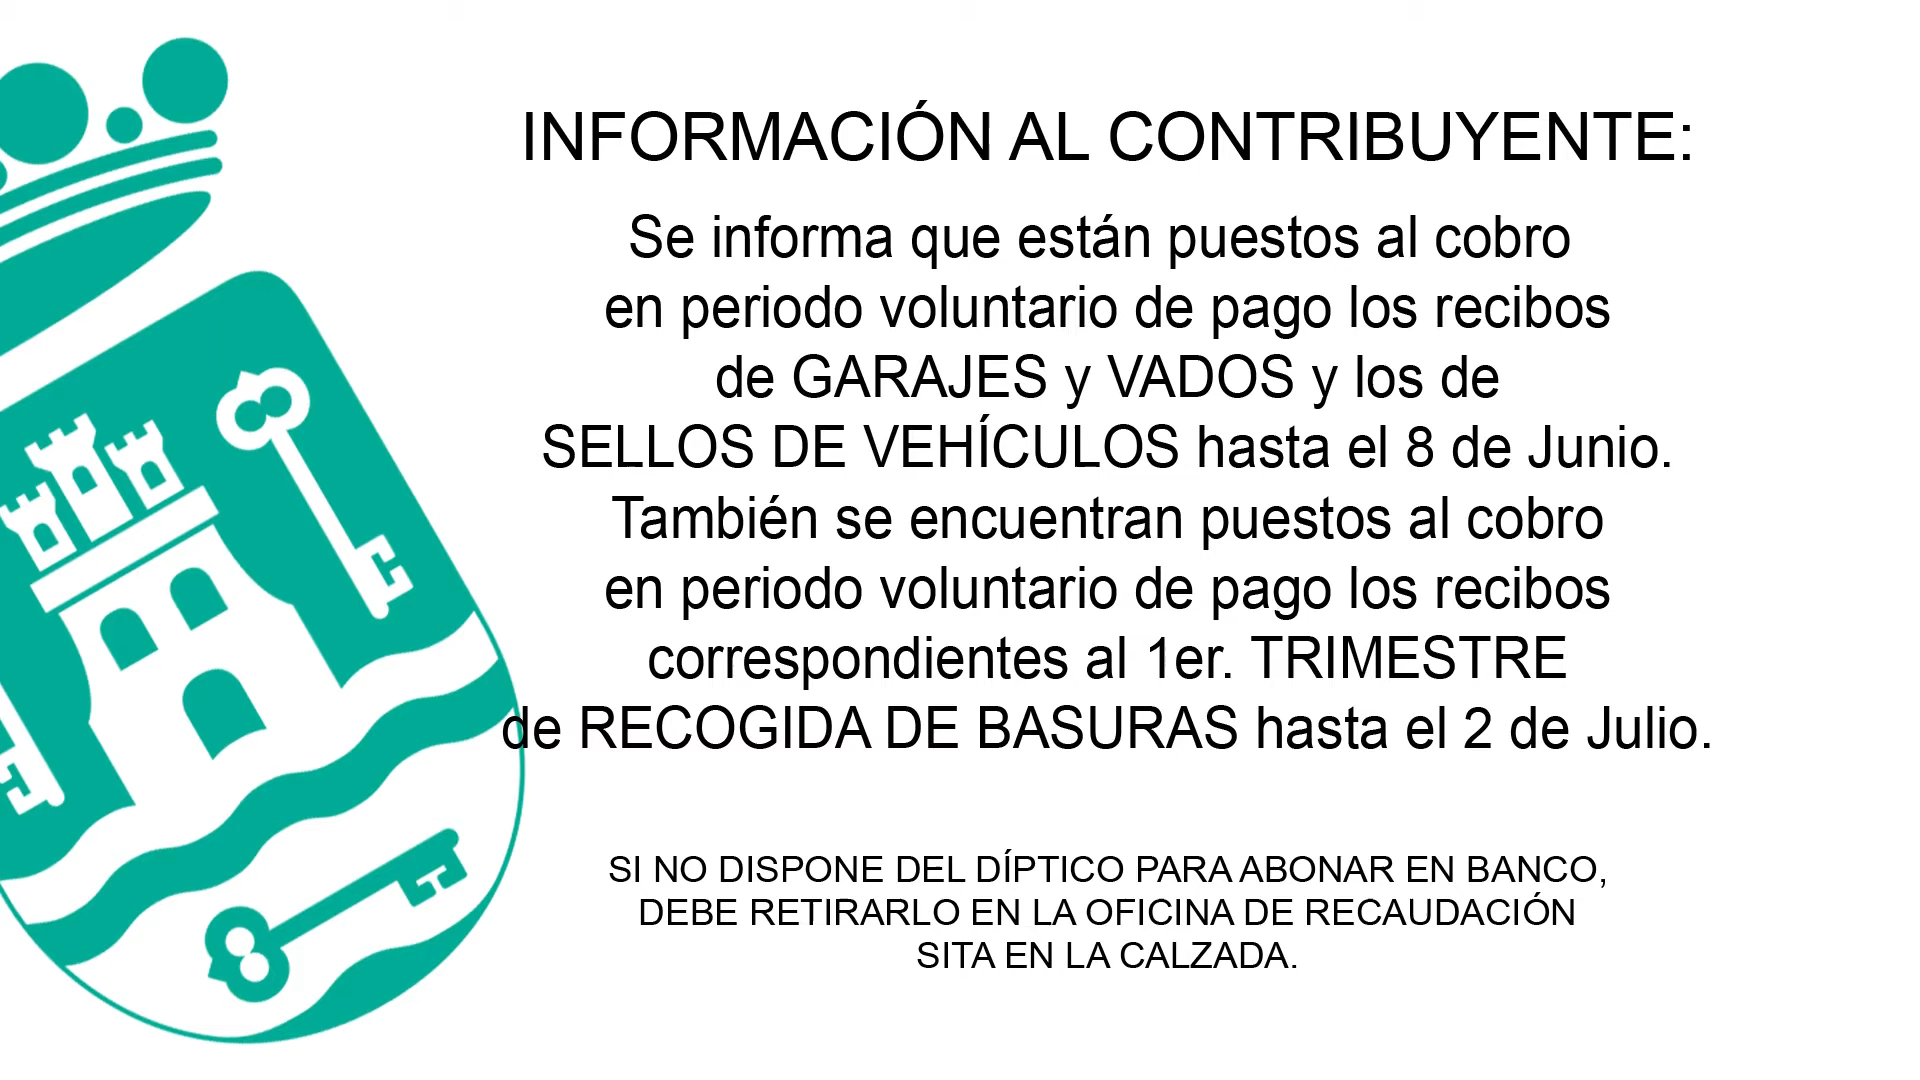 INFORMACIÓN AL CONTRIBUYENTE:
Se informa que están puestos al cobro
en periodo voluntario de pago los recibos
de GARAJES y VADOS y los de
SELLOS DE VEHÍCULOS hasta el 8 de Junio.
También se encuentran puestos al cobro
en periodo voluntario de pago los recibos
correspondientes al 1er. TRIMESTRE
de RECOGIDA DE BASURAS hasta el 2 de Julio.
SI NO DISPONE DEL DÍPTICO PARA ABONAR EN BANCO,
DEBE RETIRARLO EN LA OFICINA DE RECAUDACIÓN
SITA EN LA CALZADA.